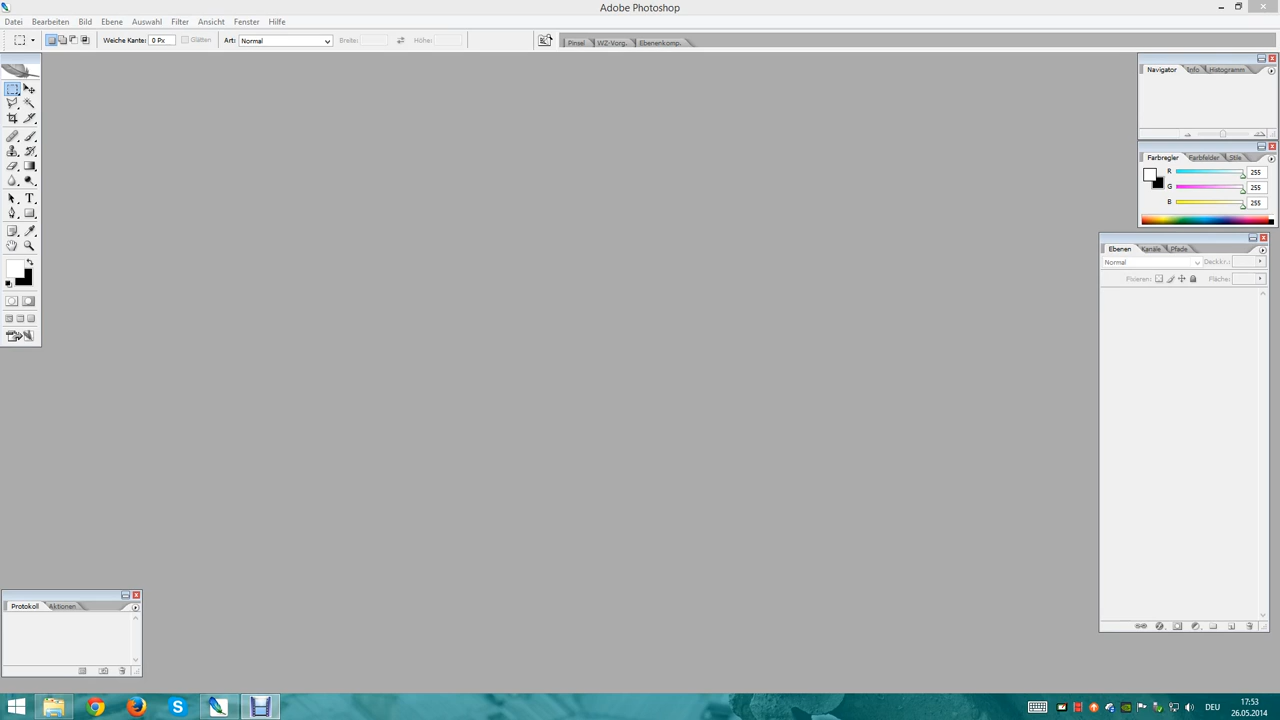 Adobe Photoshop
Datei Bearbeiten Bild Ebene Auswahl Filter Ansicht Fenster Hilfe
Weiche Kante: 0 Px Glätten Art: Normal Breite: Höhe: Pinsel WZ-Vorg. Ebenenkomp.
Navigator Info Histogramm
Farbregler Farbfelder Stile
R 255
G 255
B 255
Ebenen Kanäle Pfade
Normal Deckkr.:
Fixieren: Fläche:
Protokoll Aktionen
DEU 17:53
26.05.2014